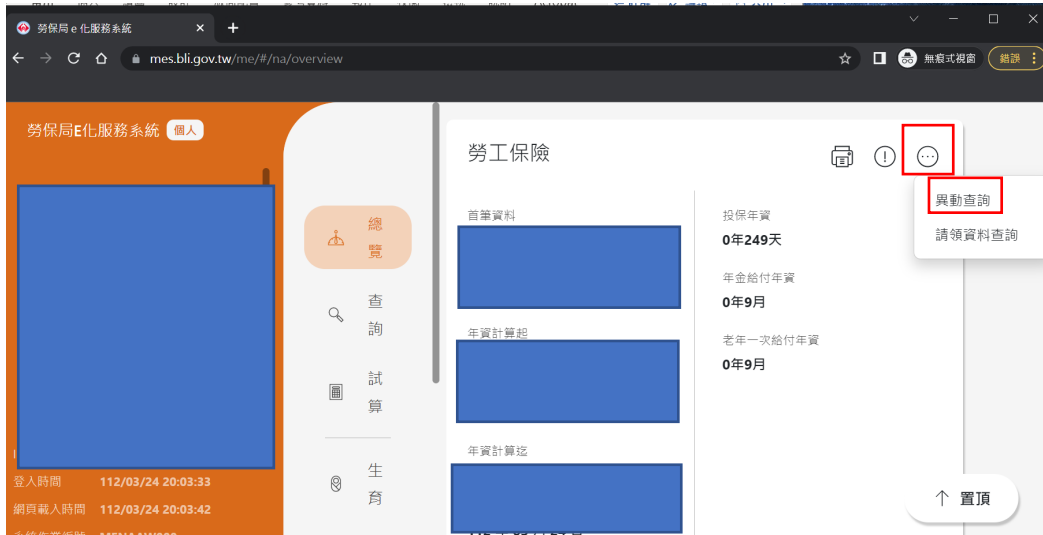 勞保局 e 化服務系統
mes.bli.gov.tw/me/#/na/overview
無痕式視窗
錯誤
勞保局E化服務系統 個人
登入時間 112/03/24 20:03:33
網頁載入時間 112/03/24 20:03:42
總覽
查詢
試算
生育
勞工保險
異動查詢
請領資料查詢
首筆資料
年資計算起
年資計算迄
投保年資
0年249天
年金給付年資
0年9月
老年一次給付年資
0年9月
置頂